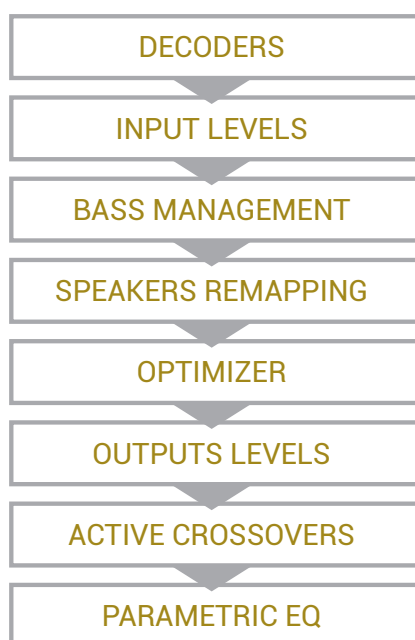 DECODERS
INPUT LEVELS
BASS MANAGEMENT
SPEAKERS REMAPPING
OPTIMIZER
OUTPUTS LEVELS
ACTIVE CROSSOVERS
PARAMETRIC EQ